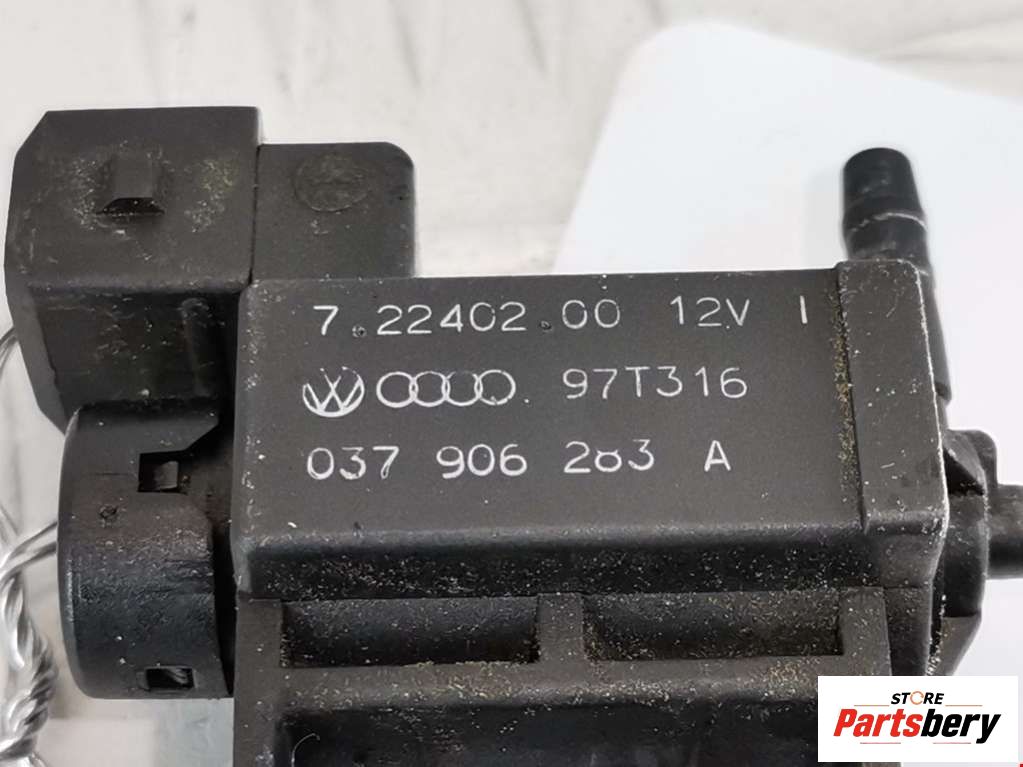 7.22402.00 12V I
97T316
037 906 283 A
STORE
Partsbery